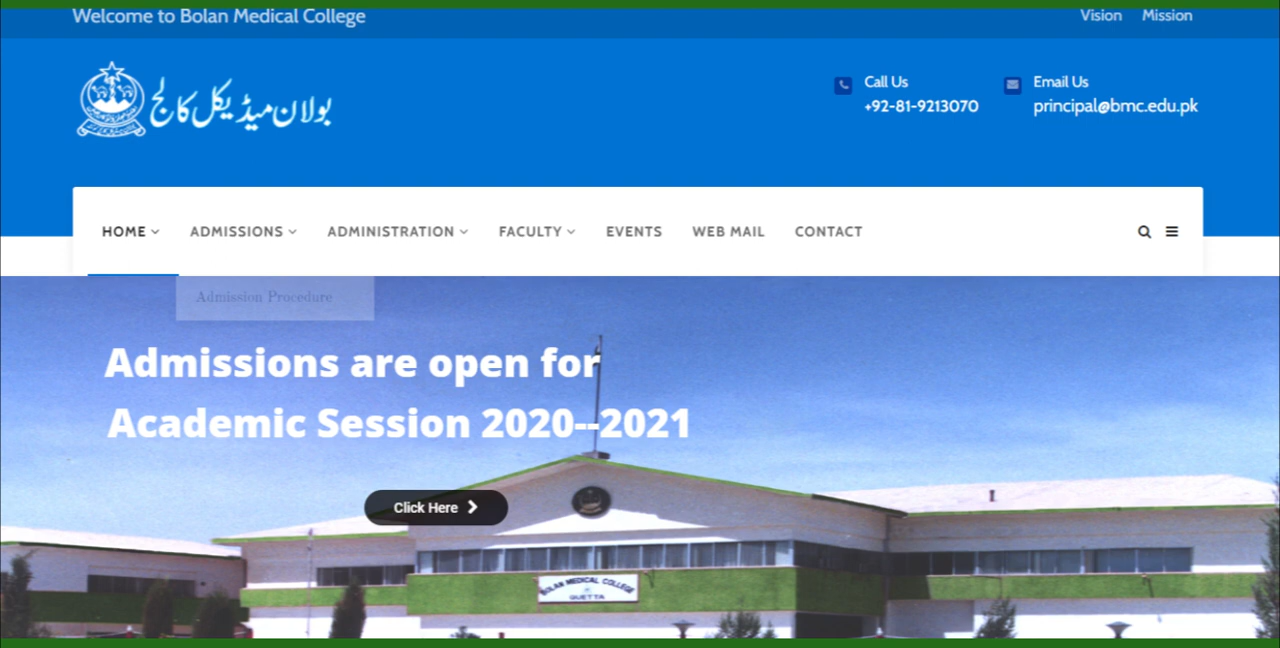 Welcome to Bolan Medical College
Vision Mission
بولان میڈیکل کالج
Call Us
+92-81-9213070
Email Us
principal@bmc.edu.pk
HOME ADMISSIONS ADMINISTRATION FACULTY EVENTS WEB MAIL CONTACT
Admission Procedure
Admissions are open for
Academic Session 2020--2021
Click Here
BOLAN MEDICAL COLLEGE
QUETTA